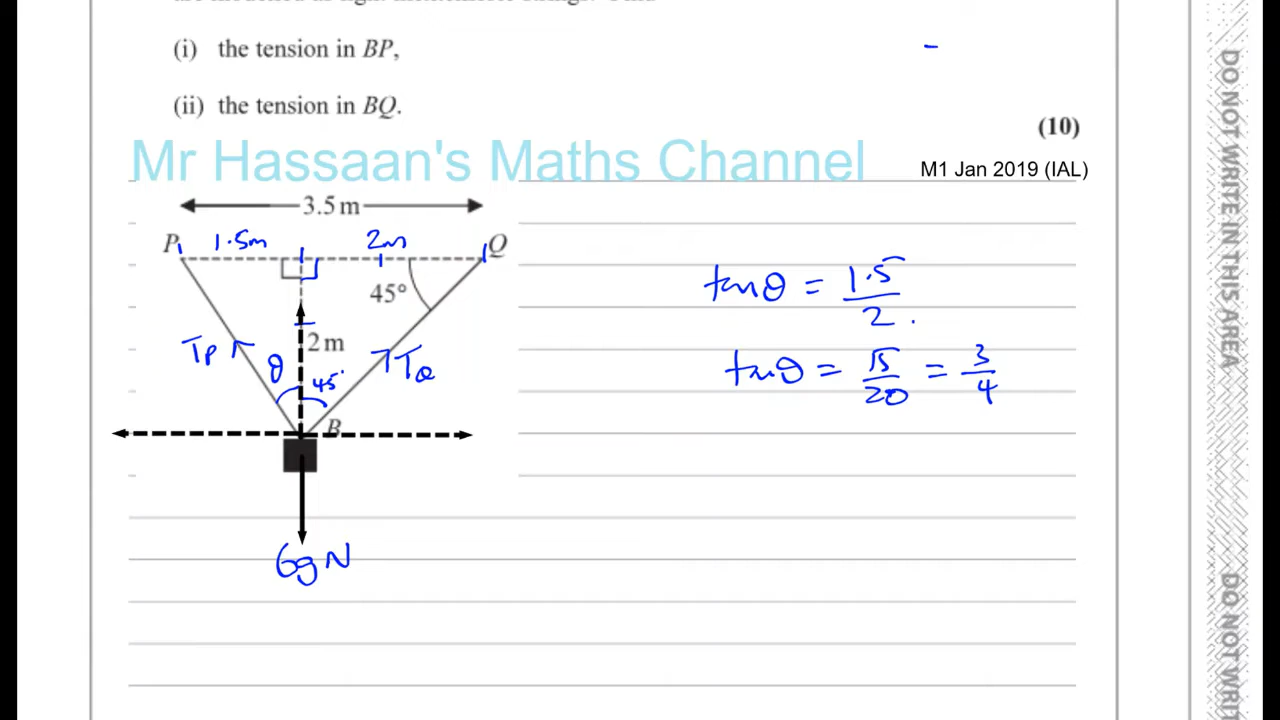 (i) the tension in BP,
(ii) the tension in BQ.
(10)
Mr Hassaan's Maths Channel
M1 Jan 2019 (IAL)
3.5 m
P 1.5m 2m Q
45°
2 m
TP θ 45° TQ
B
6gN
tanθ = 1.5/2.
tanθ = 15/20 = 3/4
DO NOT WRITE IN THIS AREA
DO NOT WRIT